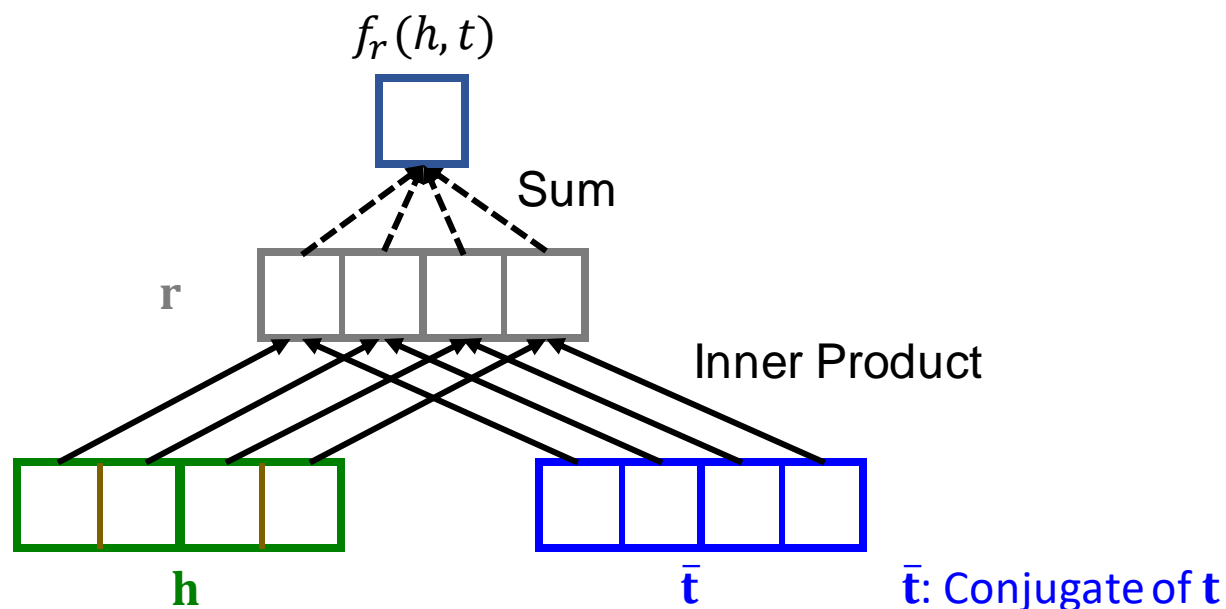 f_r(h, t)
Sum
r
Inner Product
h
t̄
t̄: Conjugate of t